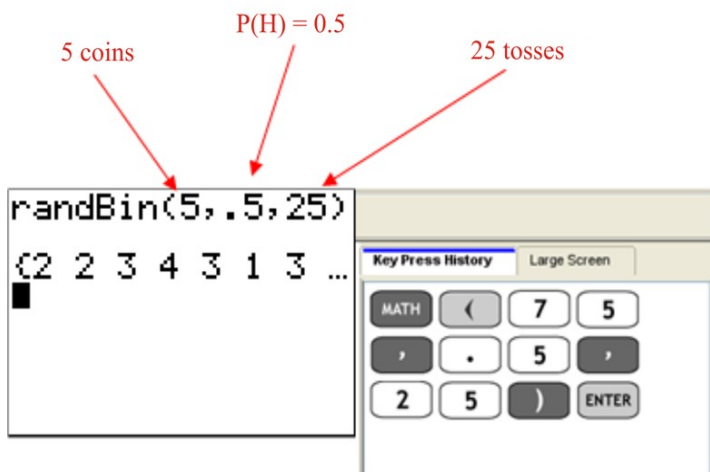 P(H) = 0.5
5 coins
25 tosses
randBin(5,.5,25)
{2 2 3 4 3 1 3 …
Key Press History
Large Screen
MATH ( 7 5
, . 5 ,
2 5 ) ENTER